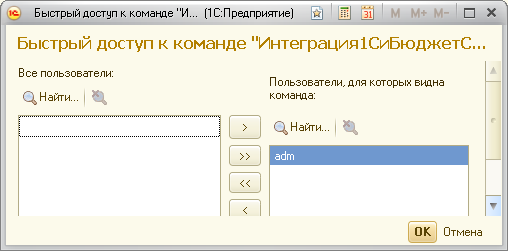 Быстрый доступ к команде "И... (1С:Предприятие)
M M+ M-
Быстрый доступ к команде "Интеграция1СиБюджетС...
Все пользователи:
Найти...
Пользователи, для которых видна
команда:
Найти...
>
>>
<<
<
adm
OK Отмена